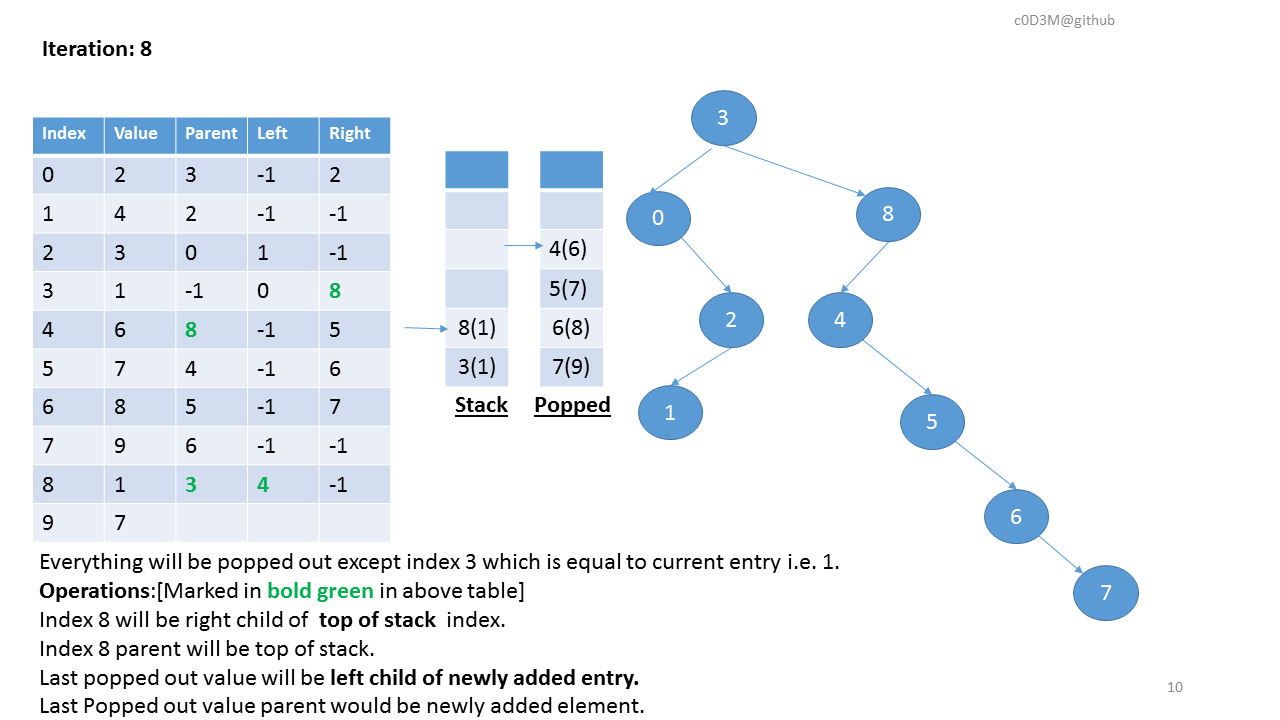 c0D3M@github
Iteration: 8
Index Value Parent Left Right
0 2 3 -1 2
1 4 2 -1 -1
2 3 0 1 -1
3 1 -1 0 8
4 6 8 -1 5
5 7 4 -1 6
6 8 5 -1 7
7 9 6 -1 -1
8 1 3 4 -1
9 7
4(6)
5(7)
8(1) 6(8)
3(1) 7(9)
Stack Popped
3
0 8
2 4
1 5
6
7
Everything will be popped out except index 3 which is equal to current entry i.e. 1.
Operations:[Marked in bold green in above table]
Index 8 will be right child of top of stack index.
Index 8 parent will be top of stack.
Last popped out value will be left child of newly added entry.
Last Popped out value parent would be newly added element.
10